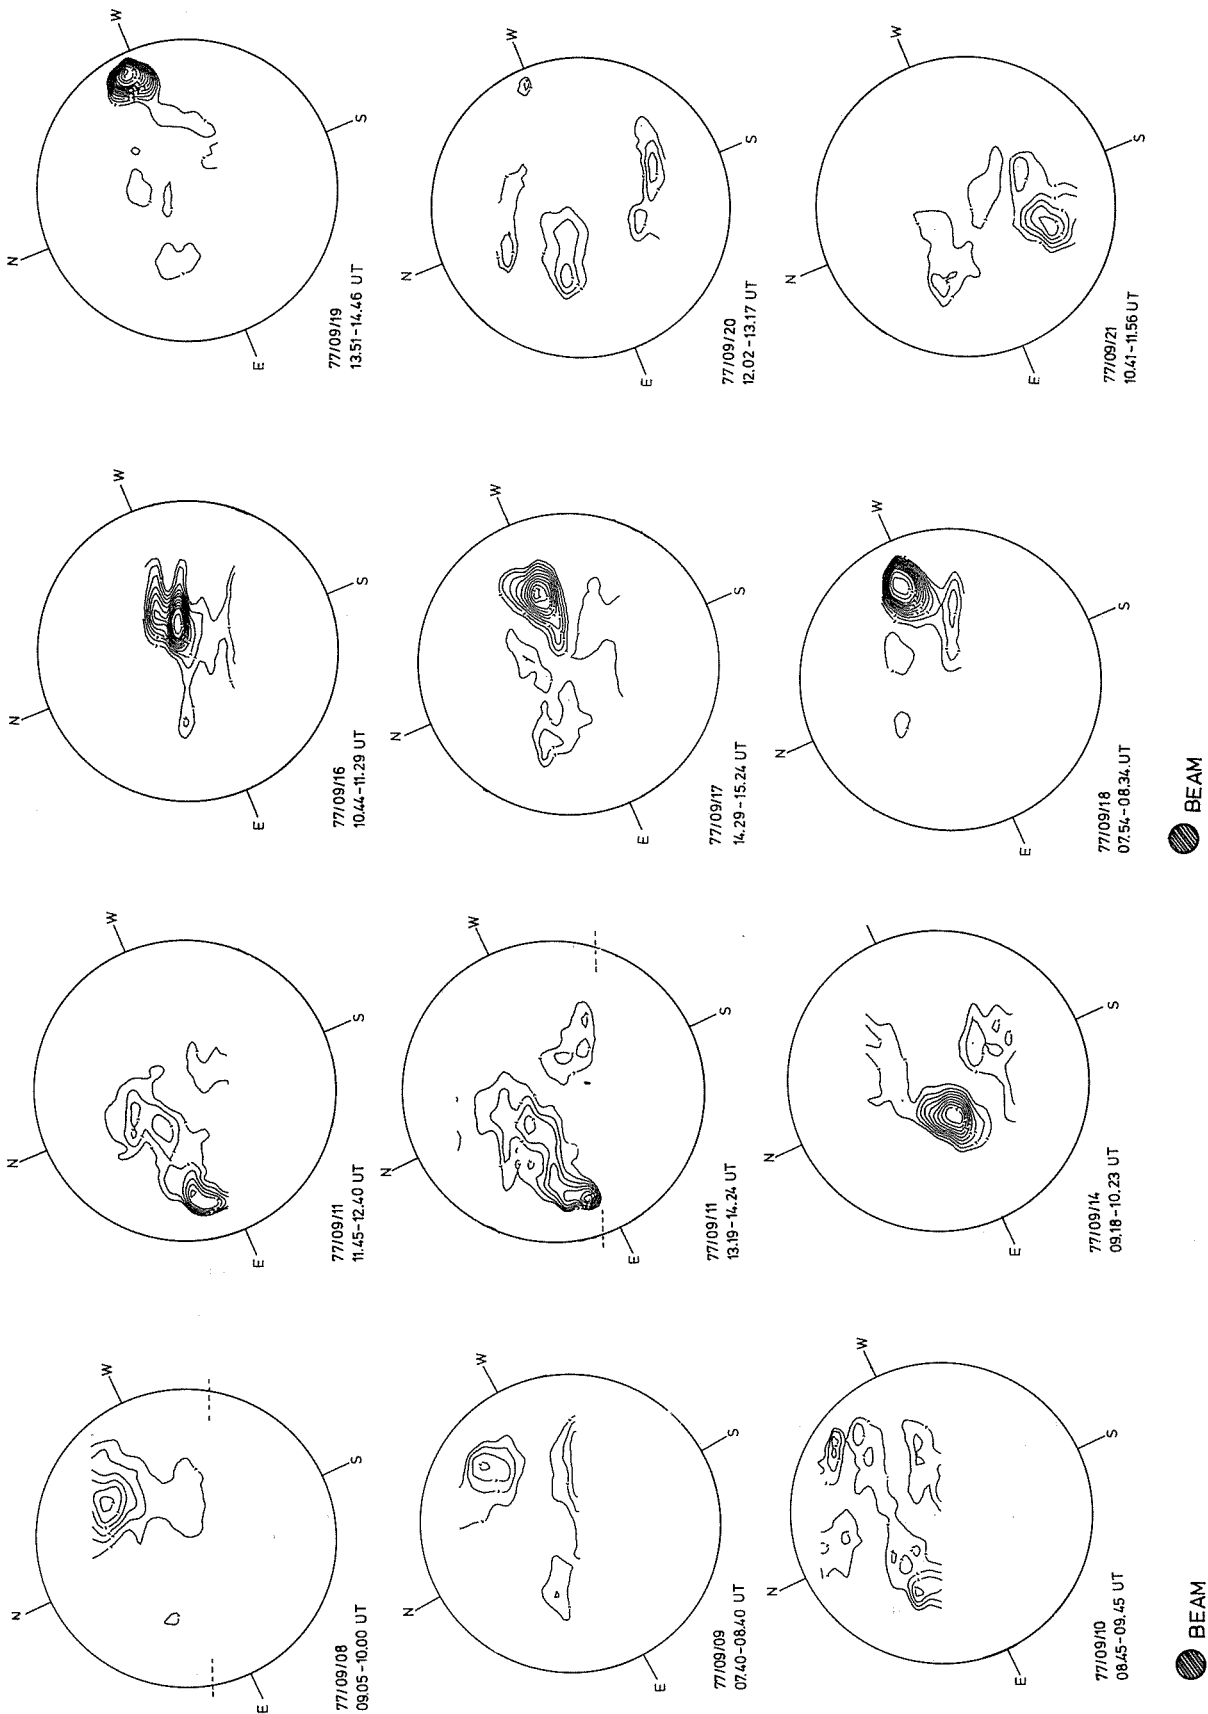 N
W
E
S
77/09/08
09.05-10.00 UT
N
W
E
S
77/09/11
11.45-12.40 UT
N
W
E
S
77/09/16
10.44-11.29 UT
N
W
E
S
77/09/19
13.51-14.46 UT
N
W
E
S
77/09/09
07.40-08.40 UT
N
W
E
S
77/09/11
13.19-14.24 UT
N
W
E
S
77/09/17
14.29-15.24 UT
N
W
E
S
77/09/20
12.02-13.17 UT
N
W
E
S
77/09/10
08.45-09.45 UT
N
E
S
77/09/14
09.18-10.23 UT
N
W
E
S
77/09/18
07.54-08.34 UT
N
W
E
S
77/09/21
10.41-11.56 UT
BEAM
BEAM